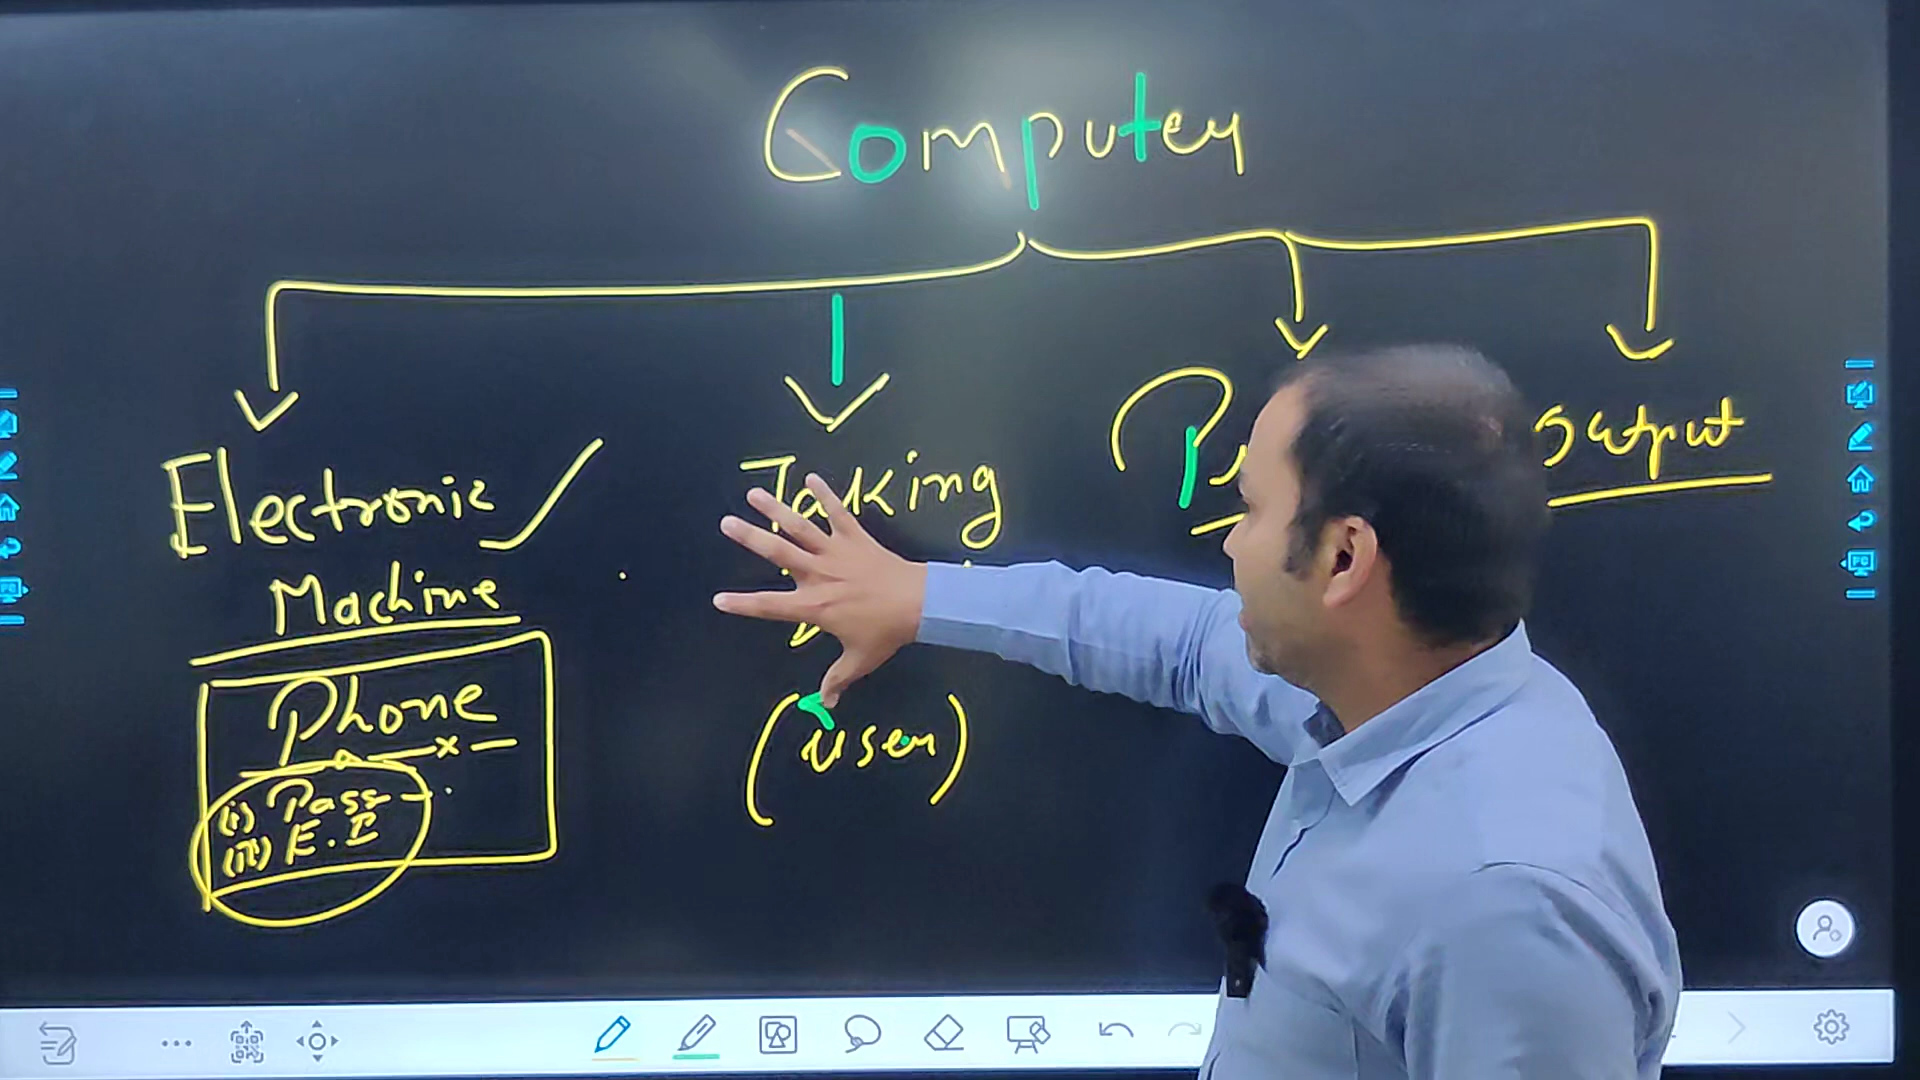 Computer
Electronic
Machine
Phone
(i) Pass
(ii) E.I
Taking
(user)
output